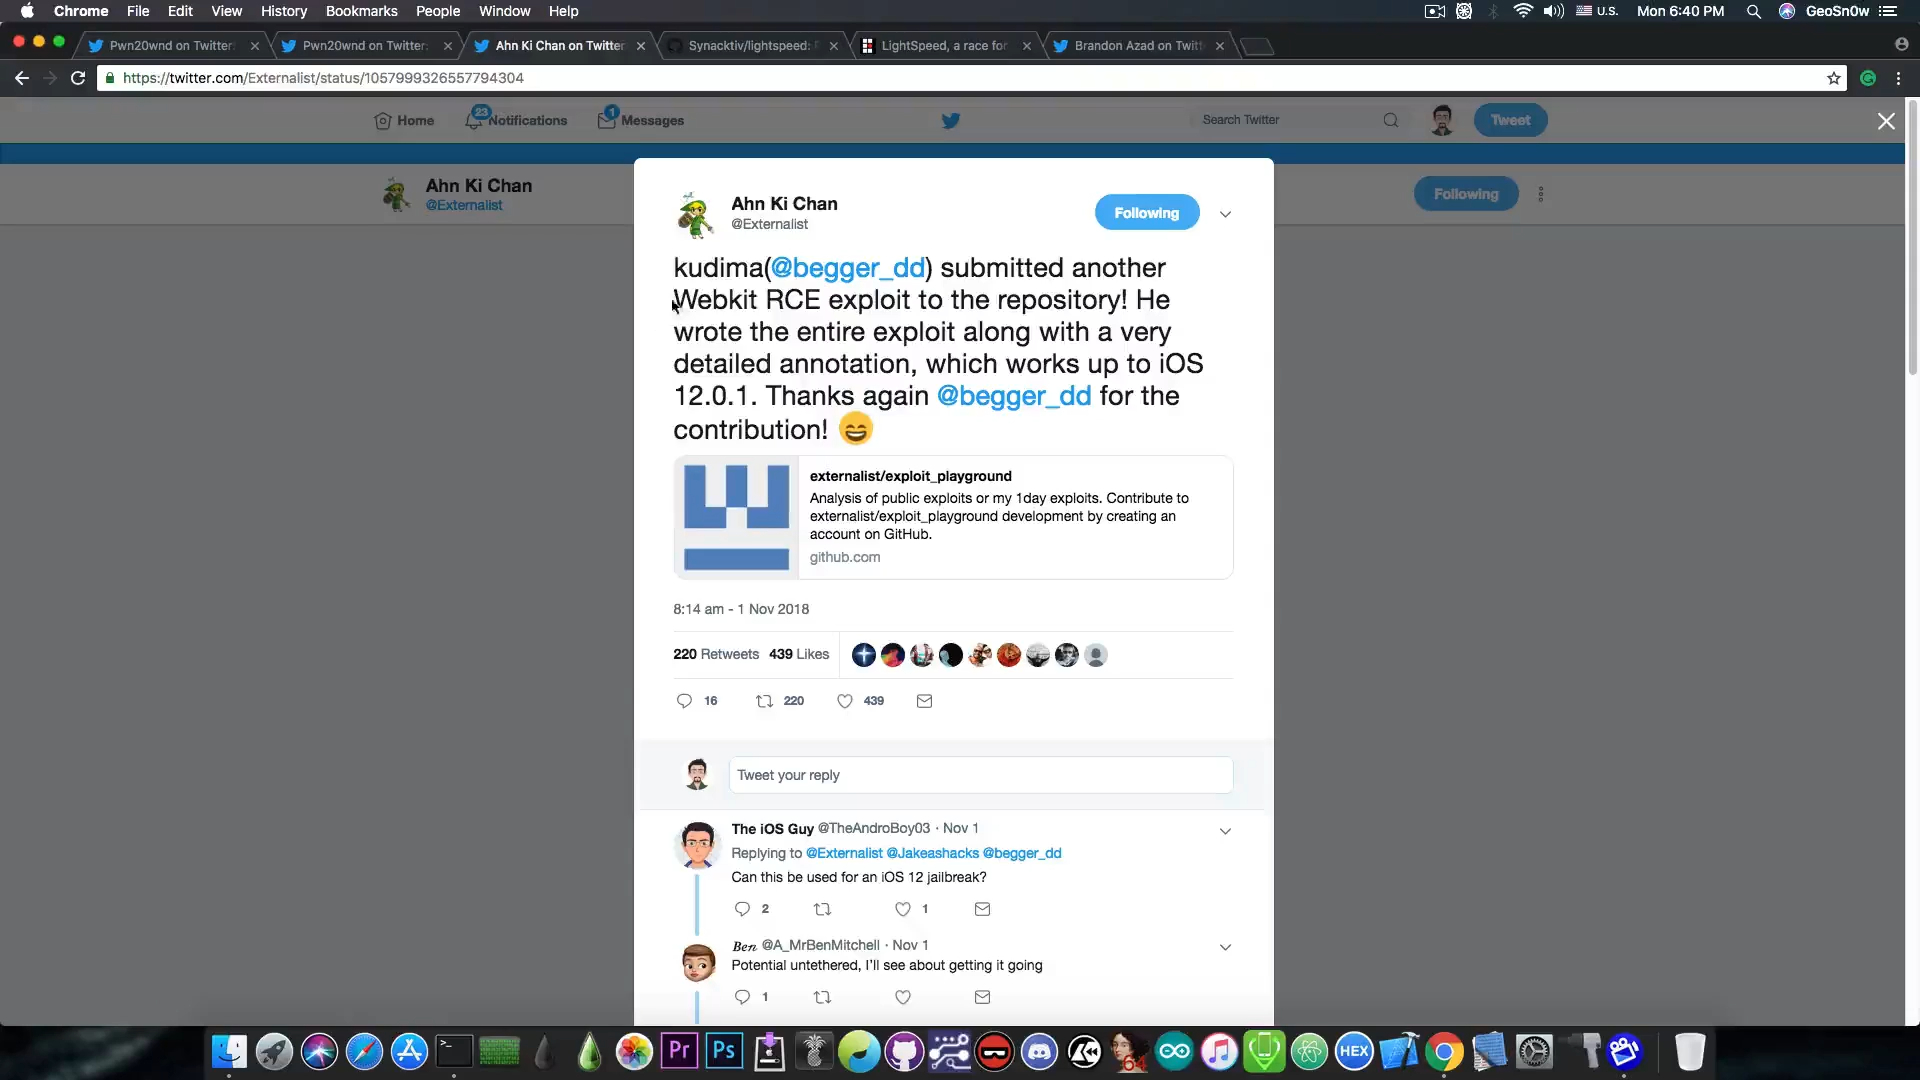 Chrome File Edit View History Bookmarks People Window Help U.S. Mon 6:40 PM GeoSn0w
Pwn20wnd on Twitter: Pwn20wnd on Twitter: Ahn Ki Chan on Twitter Synacktiv/lightspeed: LightSpeed, a race for Brandon Azad on Twitt
https://twitter.com/Externalist/status/1057999326557794304
Home 23 Notifications 1 Messages Search Twitter Tweet
Ahn Ki Chan
@Externalist
Following
Ahn Ki Chan
@Externalist
Following
kudima(@begger_dd) submitted another
Webkit RCE exploit to the repository! He
wrote the entire exploit along with a very
detailed annotation, which works up to iOS
12.0.1. Thanks again @begger_dd for the
contribution! 😄
externalist/exploit_playground
Analysis of public exploits or my 1day exploits. Contribute to
externalist/exploit_playground development by creating an
account on GitHub.
github.com
8:14 am - 1 Nov 2018
220 Retweets 439 Likes
16 220 439
Tweet your reply
The iOS Guy @TheAndroBoy03 · Nov 1
Replying to @Externalist @Jakeashacks @begger_dd
Can this be used for an iOS 12 jailbreak?
2 1
Ben @A_MrBenMitchell · Nov 1
Potential untethered, I'll see about getting it going
1
>_ Pr Ps 64 HEX